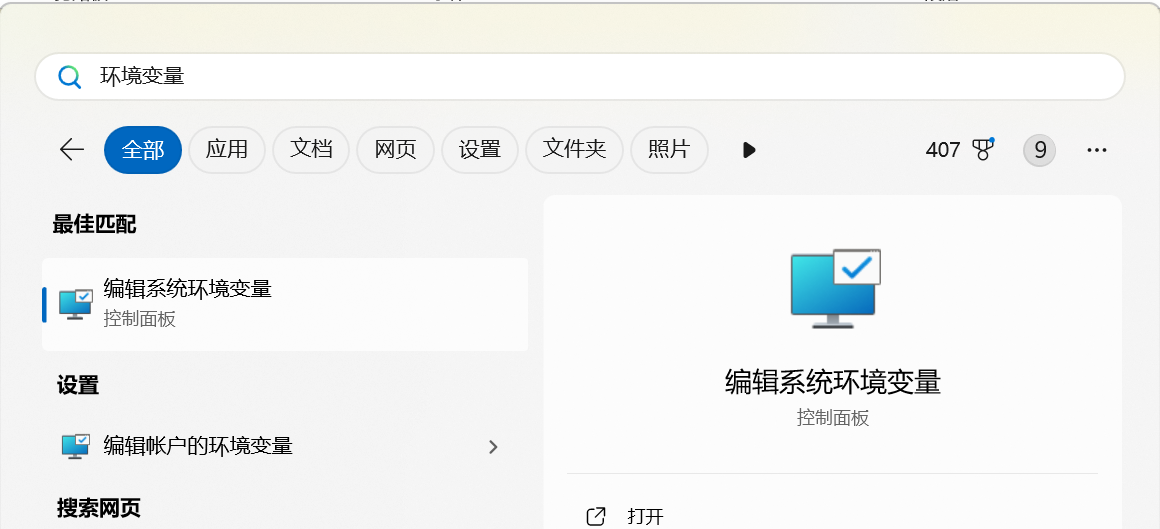 环境变量
全部 应用 文档 网页 设置 文件夹 照片 407 9
最佳匹配
编辑系统环境变量
控制面板
设置
编辑帐户的环境变量
搜索网页
编辑系统环境变量
控制面板
打开